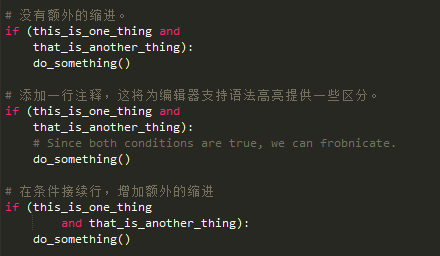 # 没有额外的缩进。
if (this_is_one_thing and
    that_is_another_thing):
    do_something()

# 添加一行注释，这将为编辑器支持语法高亮提供一些区分。
if (this_is_one_thing and
    that_is_another_thing):
    # Since both conditions are true, we can frobnicate.
    do_something()

# 在条件接续行，增加额外的缩进
if (this_is_one_thing
        and that_is_another_thing):
    do_something()